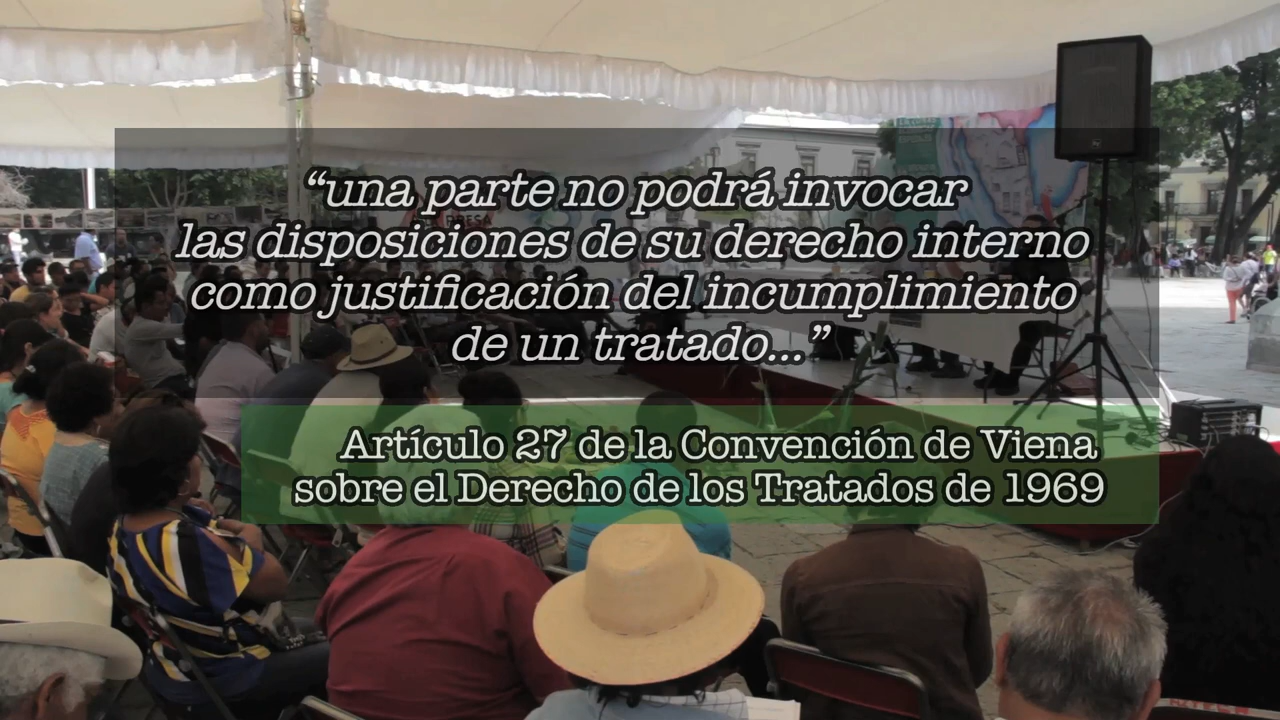 “una parte no podrá invocar
las disposiciones de su derecho interno
como justificación del incumplimiento
de un tratado...”
Artículo 27 de la Convención de Viena
sobre el Derecho de los Tratados de 1969